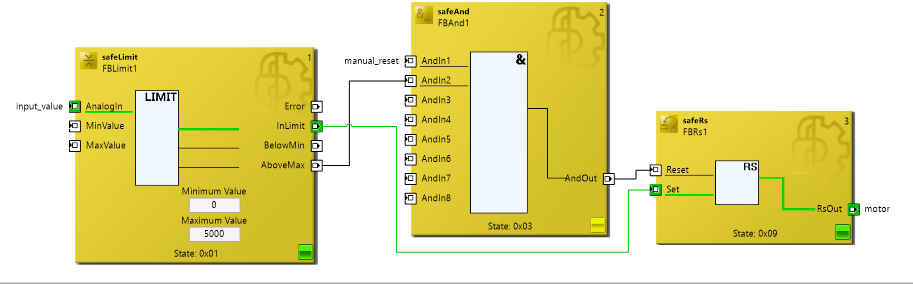 safeLimit
FBLimit1
1
input_value
AnalogIn
MinValue
MaxValue
LIMIT
Error
InLimit
BelowMin
AboveMax
Minimum Value
0
Maximum Value
5000
State: 0x01
&
safeAnd
FBAnd1
2
manual_reset
AndIn1
AndIn2
AndIn3
AndIn4
AndIn5
AndIn6
AndIn7
AndIn8
&
AndOut
State: 0x03
safeRs
FBRs1
3
Reset
Set
RS
RsOut
motor
State: 0x09